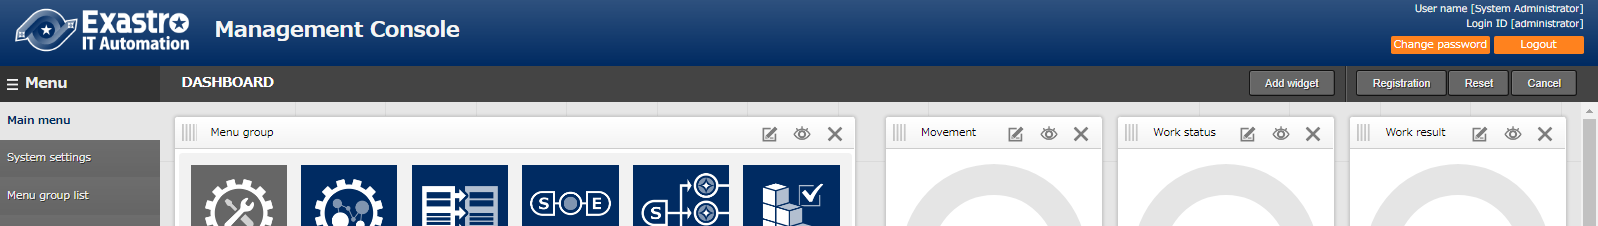 Exastro
IT Automation
Management Console
User name [System Administrator]
Login ID [administrator]
Change password
Logout
Menu
DASHBOARD
Add widget
Registration
Reset
Cancel
Main menu
System settings
Menu group list
Menu group
Movement
Work status
Work result
S
E
S